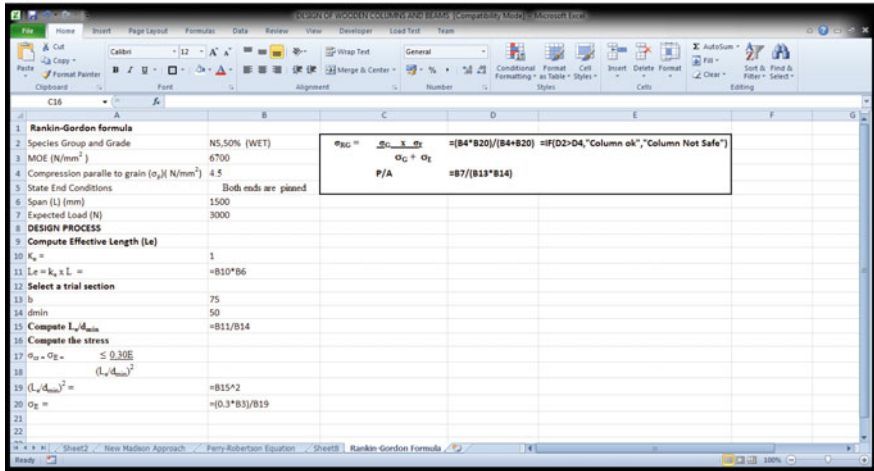 DESIGN OF WOODEN COLUMNS AND BEAMS [Compatibility Mode] - Microsoft Excel
File Home Insert Page Layout Formulas Data Review View Developer Load Test Team
Cut
Copy
Format Painter
Paste
Clipboard
Calibri 12
Font
Wrap Text
Merge & Center
Alignment
General
Number
Conditional Formatting Format as Table Cell Styles
Styles
Insert Delete Format
Cells
AutoSum
Fill
Clear
Sort & Filter Find & Select
Editing
C16 fx
A B C D E F G
1 Rankin-Gordon formula
2 Species Group and Grade N5,50% (WET) σRG = σG x σE =(B4*B20)/(B4+B20) =IF(D2>D4,"Column ok","Column Not Safe")
3 MOE (N/mm²) 6700 σG + σE
4 Compression paralle to grain (σp)( N/mm²) 4.5 P/A =B7/(B13*B14)
5 State End Conditions Both ends are pinned
6 Span (L) (mm) 1500
7 Expected Load (N) 3000
8 DESIGN PROCESS
9 Compute Effective Length (Le)
10 Ke = 1
11 Le = ke x L = =B10*B6
12 Select a trial section
13 b 75
14 dmin 50
15 Compute Le/dmin =B11/B14
16 Compute the stress
17 σcr = σE = ≤ 0.30E
18 (Le/dmin)²
19 (Le/dmin)² = =B15^2
20 σE = =(0.3*B3)/B19
21
22
Sheet2 New Madison Approach Perry-Robertson Equation Sheet8 Rankin-Gordon Formula
Ready 100%